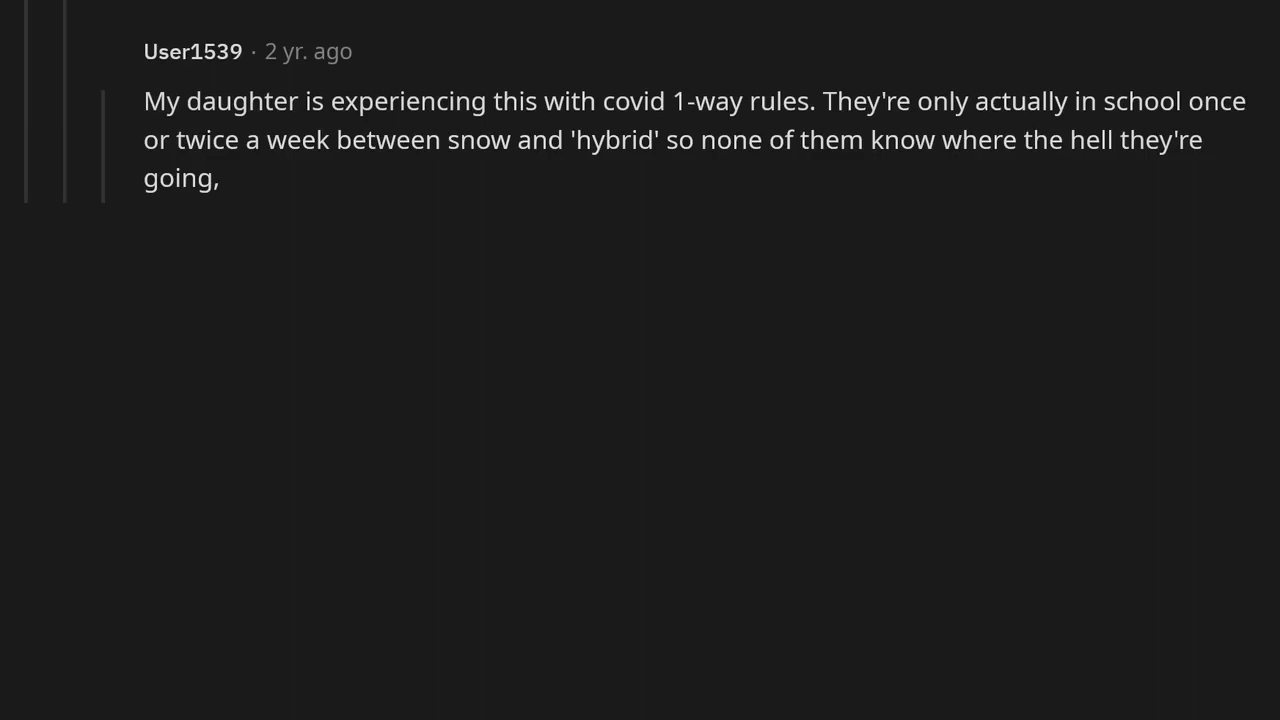 User1539 · 2 yr. ago
My daughter is experiencing this with covid 1-way rules. They're only actually in school once
or twice a week between snow and 'hybrid' so none of them know where the hell they're
going,